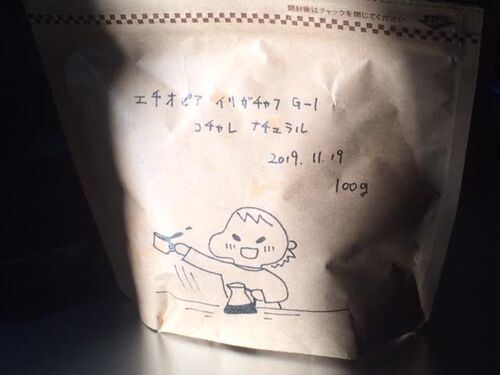 開封後はチャックを閉じてください
エチオピア イリガチャフ G-1
コチャレ ナチュラル
2019.11.19
100g